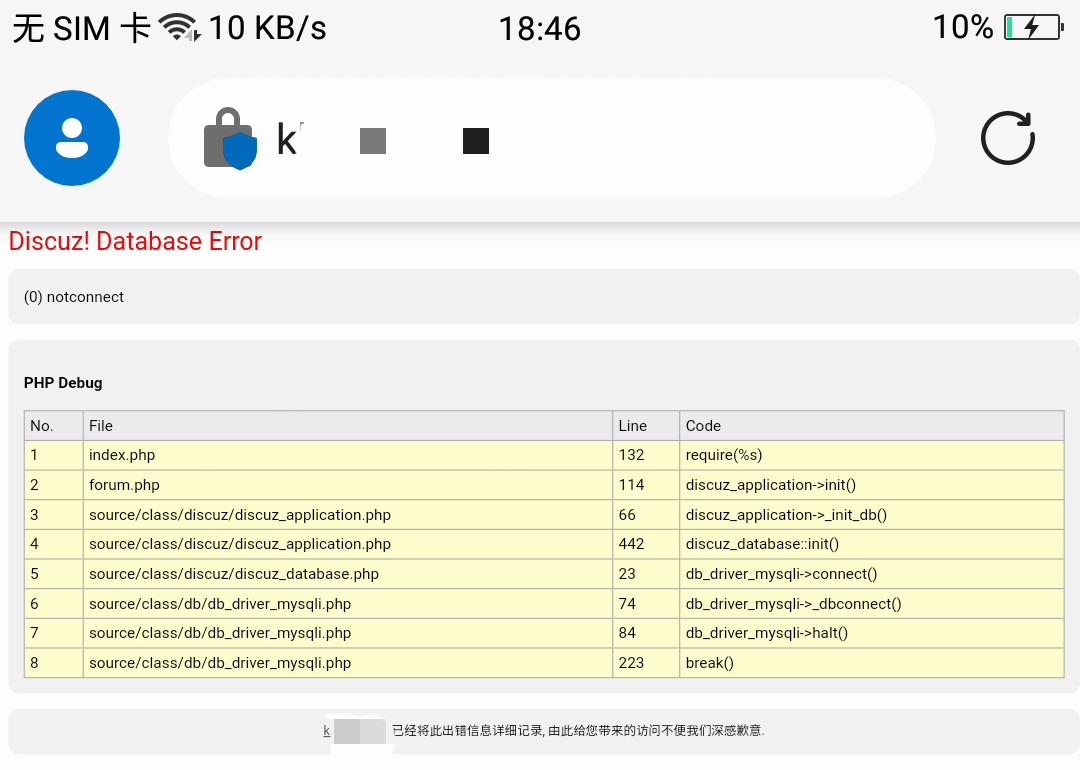 无 SIM 卡 10 KB/s 18:46 10%
k
Discuz! Database Error
(0) notconnect
PHP Debug
No. File Line Code
1 index.php 132 require(%s)
2 forum.php 114 discuz_application->init()
3 source/class/discuz/discuz_application.php 66 discuz_application->_init_db()
4 source/class/discuz/discuz_application.php 442 discuz_database::init()
5 source/class/discuz/discuz_database.php 23 db_driver_mysqli->connect()
6 source/class/db/db_driver_mysqli.php 74 db_driver_mysqli->_dbconnect()
7 source/class/db/db_driver_mysqli.php 84 db_driver_mysqli->halt()
8 source/class/db/db_driver_mysqli.php 223 break()
k 已经将此出错信息详细记录, 由此给您带来的访问不便我们深感歉意.